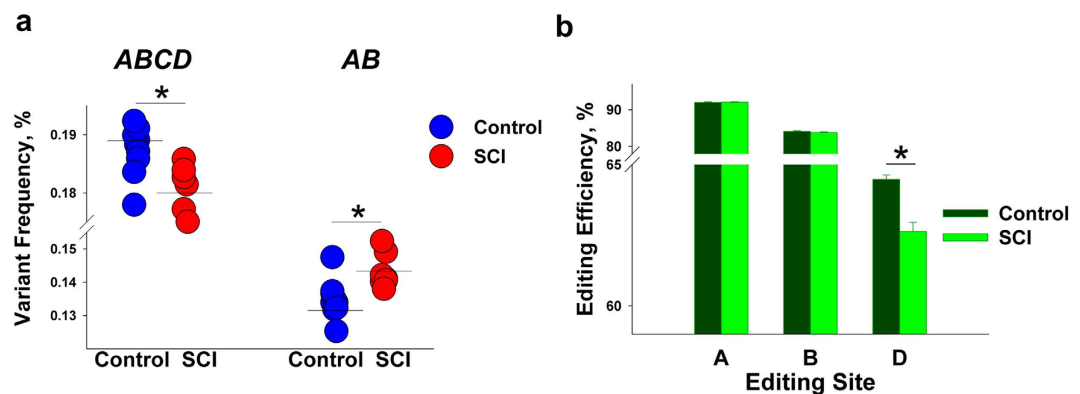 a
ABCD
AB
*
*
Variant Frequency, %
0.19
0.18
0.15
0.14
0.13
Control SCI
Control SCI
Control
SCI
b
Editing Efficiency, %
90
80
65
60
*
A B D
Editing Site
Control
SCI